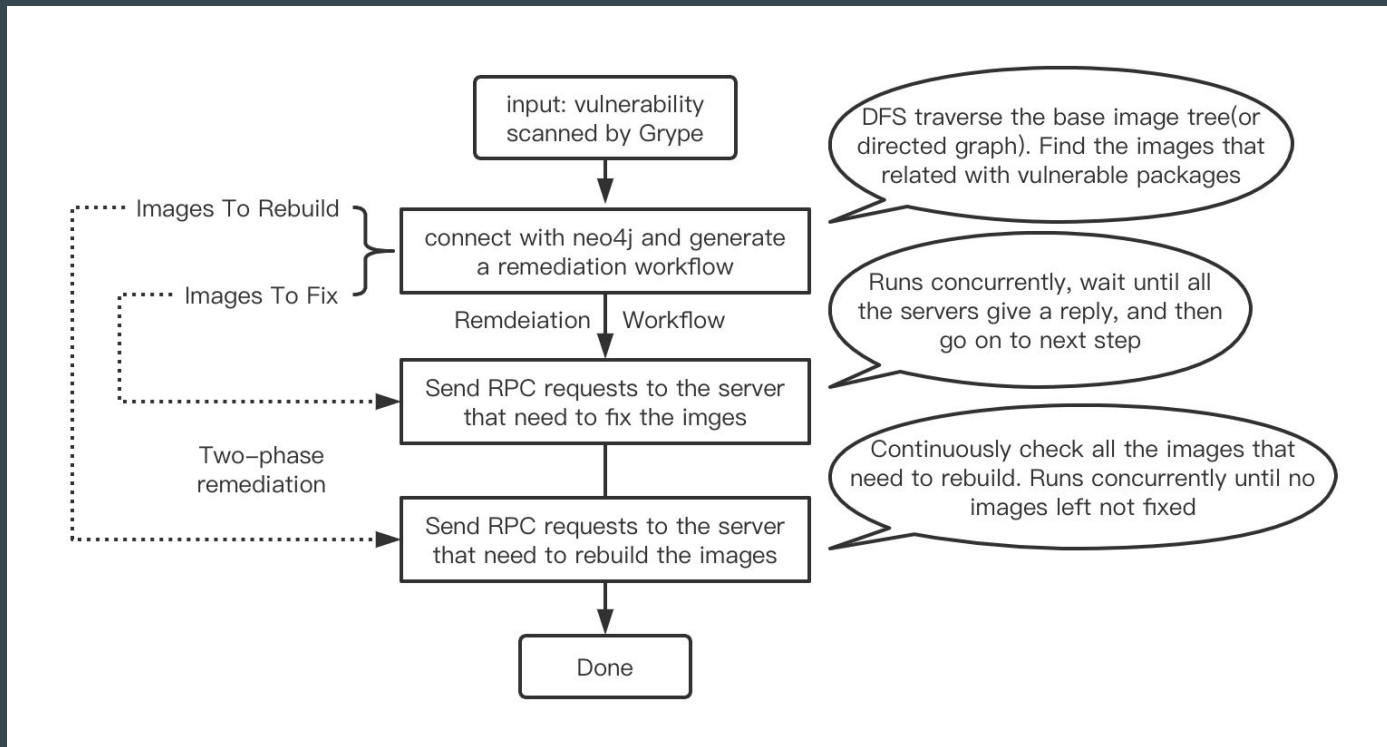 input: vulnerability
scanned by Grype
DFS traverse the base image tree(or
directed graph). Find the images that
related with vulnerable packages
Images To Rebuild
connect with neo4j and generate
a remediation workflow
Images To Fix
Runs concurrently, wait until all
the servers give a reply, and then
go on to next step
Remdeiation Workflow
Send RPC requests to the server
that need to fix the imges
Two-phase
remediation
Continuously check all the images that
need to rebuild. Runs concurrently until no
images left not fixed
Send RPC requests to the server
that need to rebuild the images
Done